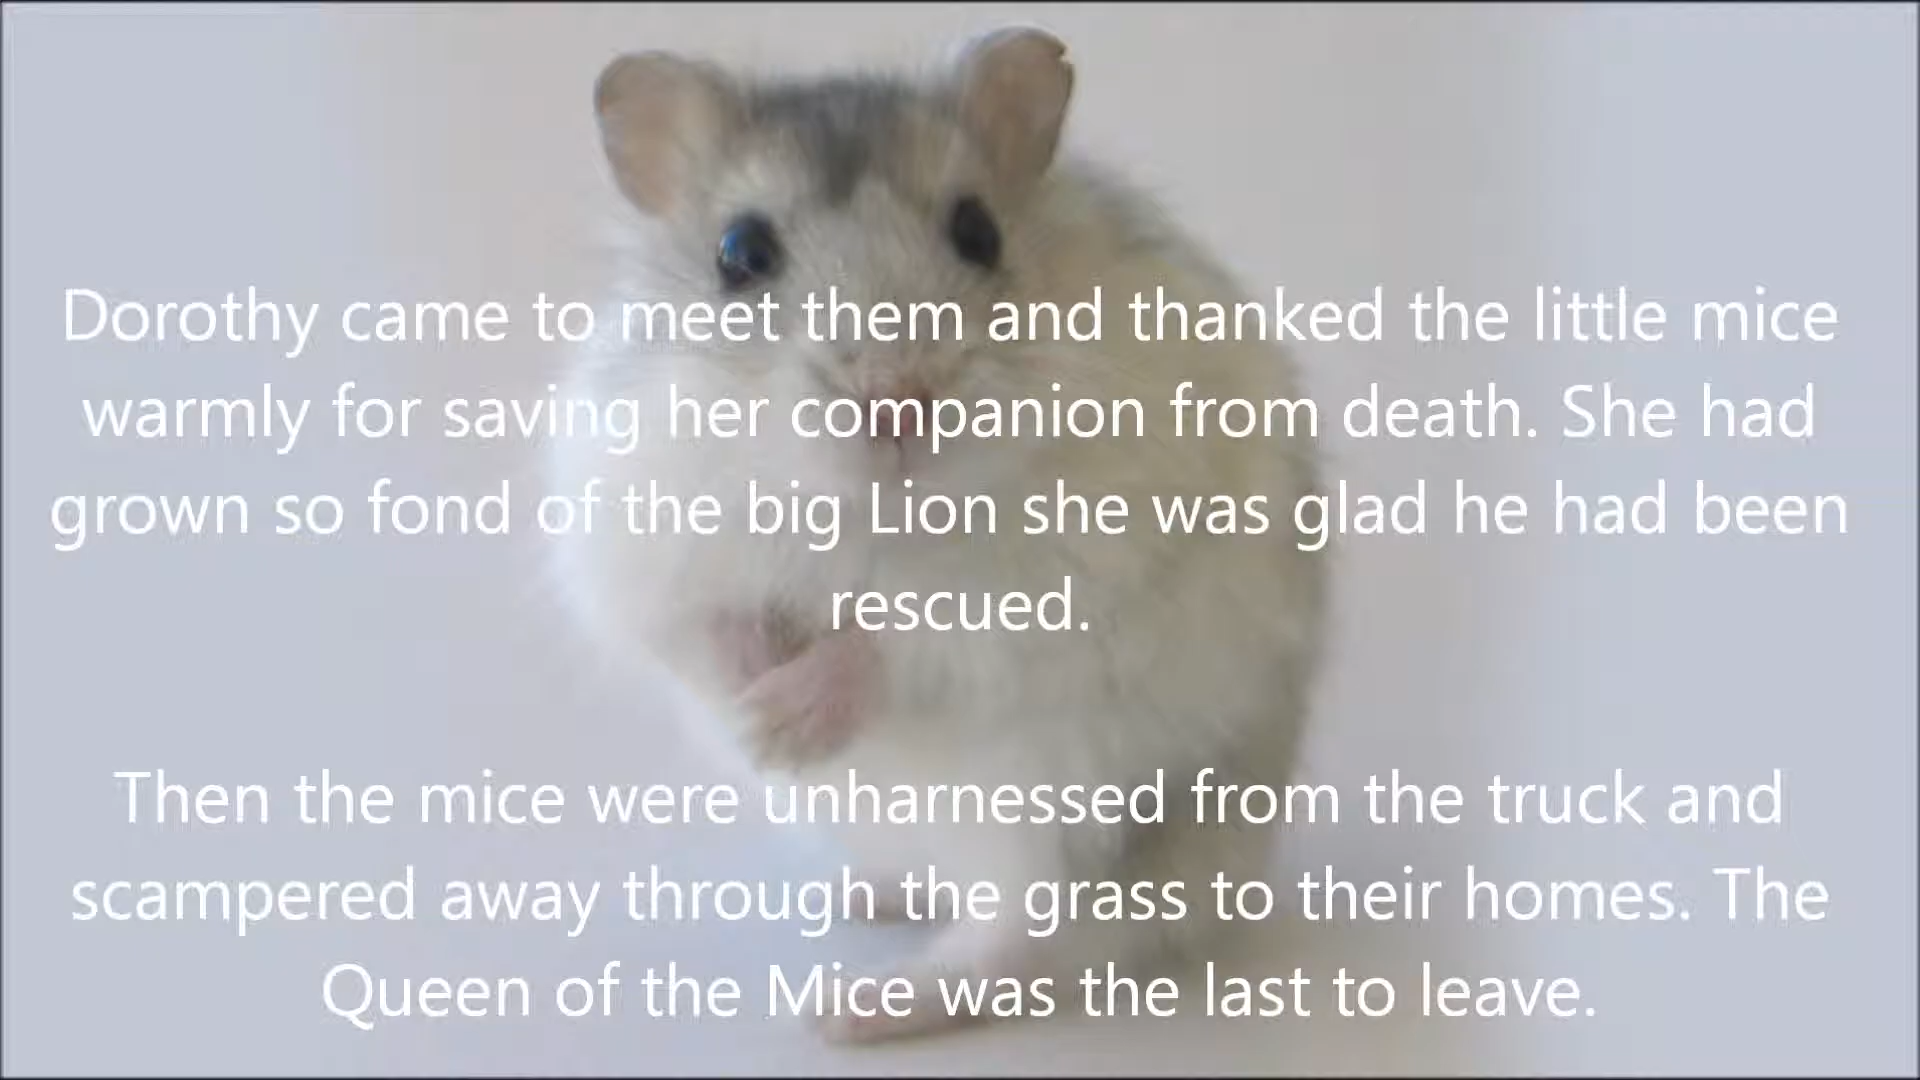 Dorothy came to meet them and thanked the little mice
warmly for saving her companion from death. She had
grown so fond of the big Lion she was glad he had been
rescued.
Then the mice were unharnessed from the truck and
scampered away through the grass to their homes. The
Queen of the Mice was the last to leave.